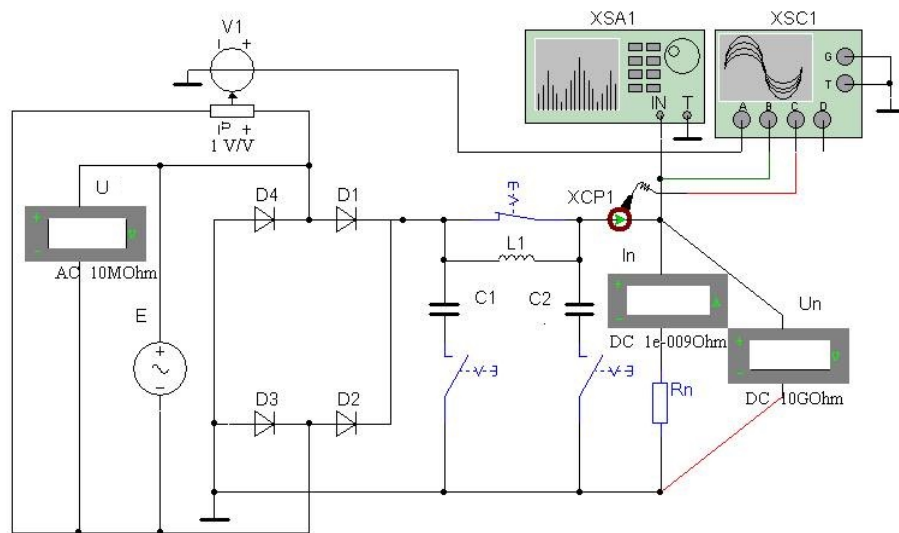 V1
XSA1
XSC1
G
T
IN T
A B C D
1 V/V
U
D4 D1
XCP1
L1
In
AC 10MOhm
C1 C2
Un
E
DC 1e-009Ohm
DC 10GOhm
D3 D2
Rn